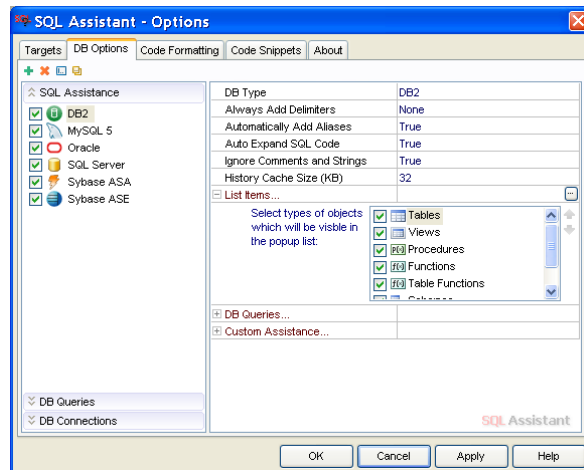 SQL Assistant - Options
Targets DB Options Code Formatting Code Snippets About
SQL Assistance
DB2
MySQL 5
Oracle
SQL Server
Sybase ASA
Sybase ASE
DB Queries
DB Connections
DB Type DB2
Always Add Delimiters None
Automatically Add Aliases True
Auto Expand SQL Code True
Ignore Comments and Strings True
History Cache Size (KB) 32
List Items...
Select types of objects
which will be visble in
the popup list:
Tables
Views
P(x) Procedures
f(x) Functions
f(x) Table Functions
DB Queries...
Custom Assistance...
SQL Assistant
OK Cancel Apply Help